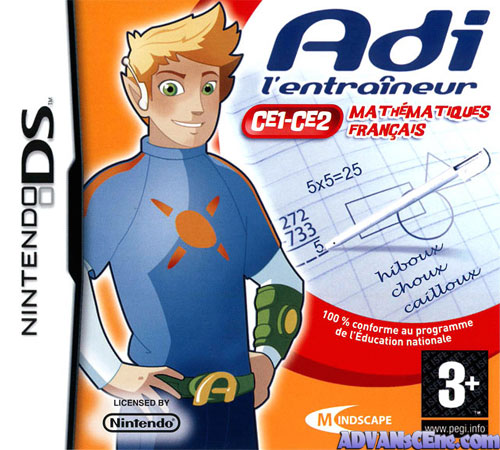 NINTENDO DS
TM
Adi
l'entraîneur
CE1-CE2
MATHÉMATIQUES
FRANÇAIS
5x5=25
272
-733
5
hiboux
choux
cailloux
100 % conforme au programme
de l'Éducation nationale
A
LICENSED BY
Nintendo
MINDSCAPE
3+
www.pegi.info
ADVANsCEne.com